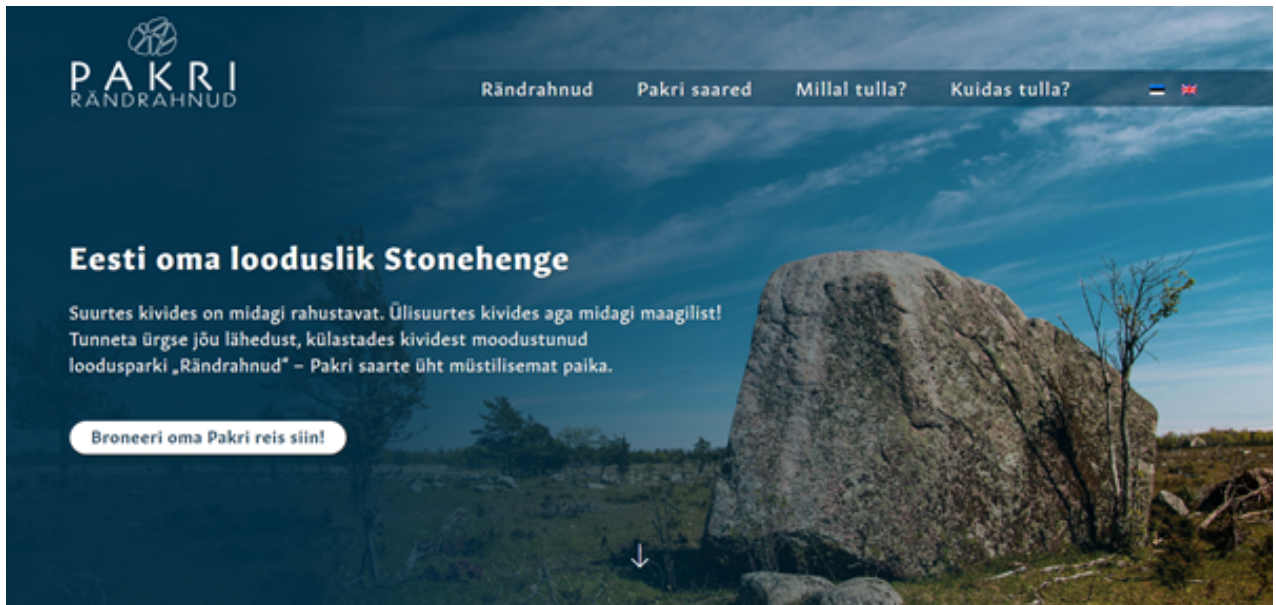 PAKRI
RÄNDRAHNUD
Rändrahnud Pakri saared Millal tulla? Kuidas tulla?
Eesti oma looduslik Stonehenge
Suurtes kivides on midagi rahustavat. Ülisuurtes kivides aga midagi maagilist!
Tunneta ürgse jõu lähedust, külastades kividest moodustunud
loodusparki „Rändrahnud“ – Pakri saarte üht müstilisemat paika.
Broneeri oma Pakri reis siin!